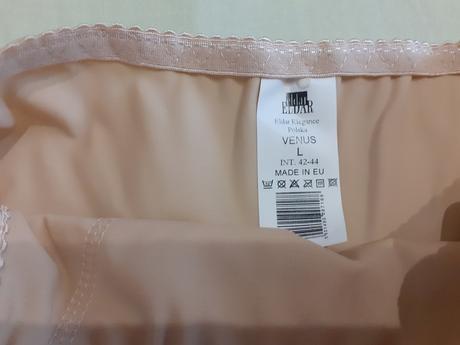 ELDAR
Eldar Elegance
Polska
VENUS
L
INT. 42-44
MADE IN EU